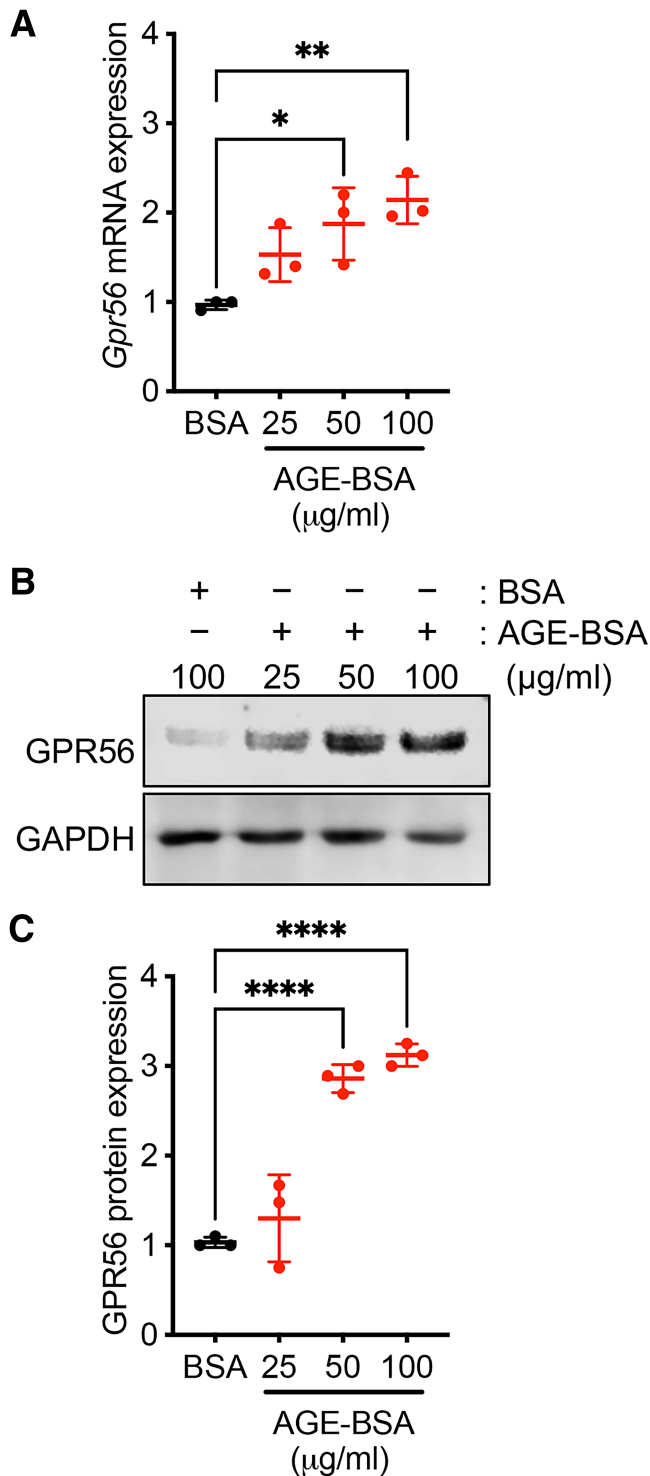 A
Gpr56 mRNA expression
4
3
2
1
0
**
*
BSA 25 50 100
AGE-BSA
(μg/ml)
B
+ − − − : BSA
− + + + : AGE-BSA
100 25 50 100 (μg/ml)
GPR56
GAPDH
C
GPR56 protein expression
4
3
2
1
0
****
****
BSA 25 50 100
AGE-BSA
(μg/ml)